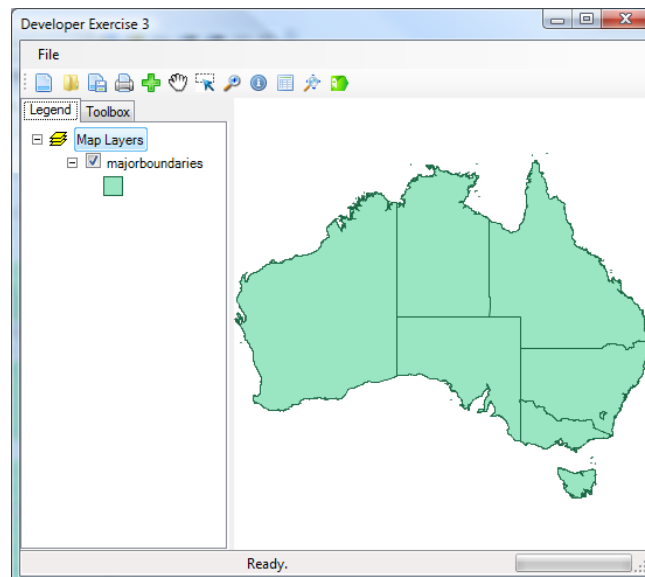 Developer Exercise 3
File
Legend Toolbox
Map Layers
majorboundaries
Ready.